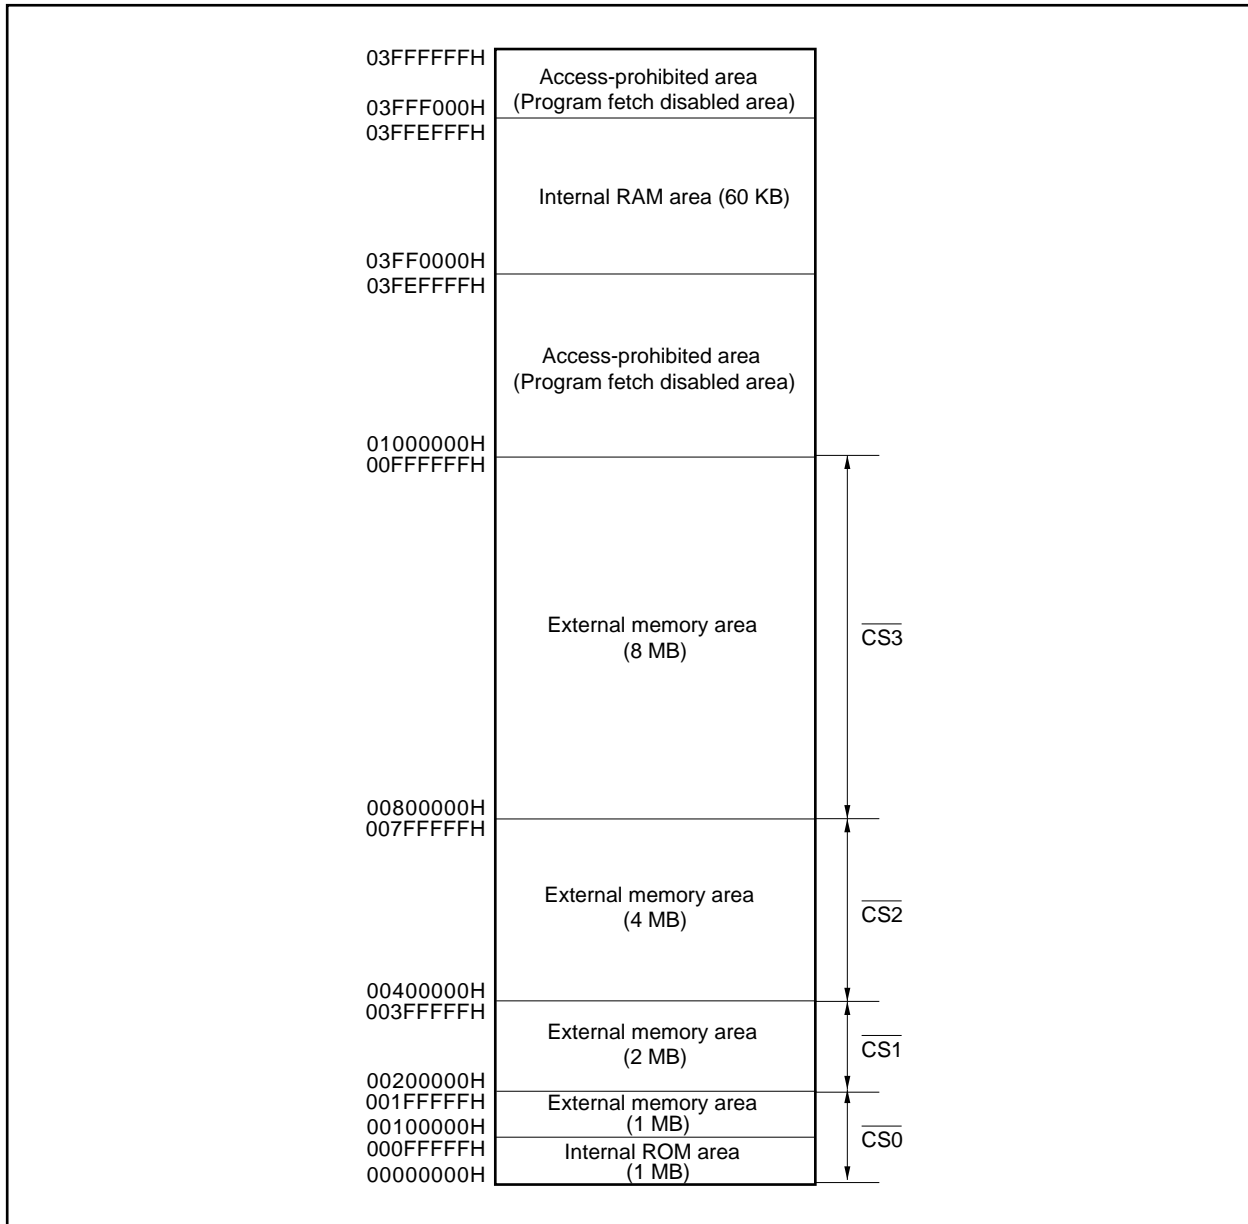 03FFFFFFH
Access-prohibited area
(Program fetch disabled area)
03FFF000H
03FFEFFFH
Internal RAM area (60 KB)
03FF0000H
03FEFFFFH
Access-prohibited area
(Program fetch disabled area)
01000000H
00FFFFFFH
External memory area
(8 MB)
CS3
00800000H
007FFFFFH
External memory area
(4 MB)
CS2
00400000H
003FFFFFH
External memory area
(2 MB)
CS1
00200000H
001FFFFFH
External memory area
(1 MB)
00100000H
CS0
000FFFFFH
Internal ROM area
(1 MB)
00000000H